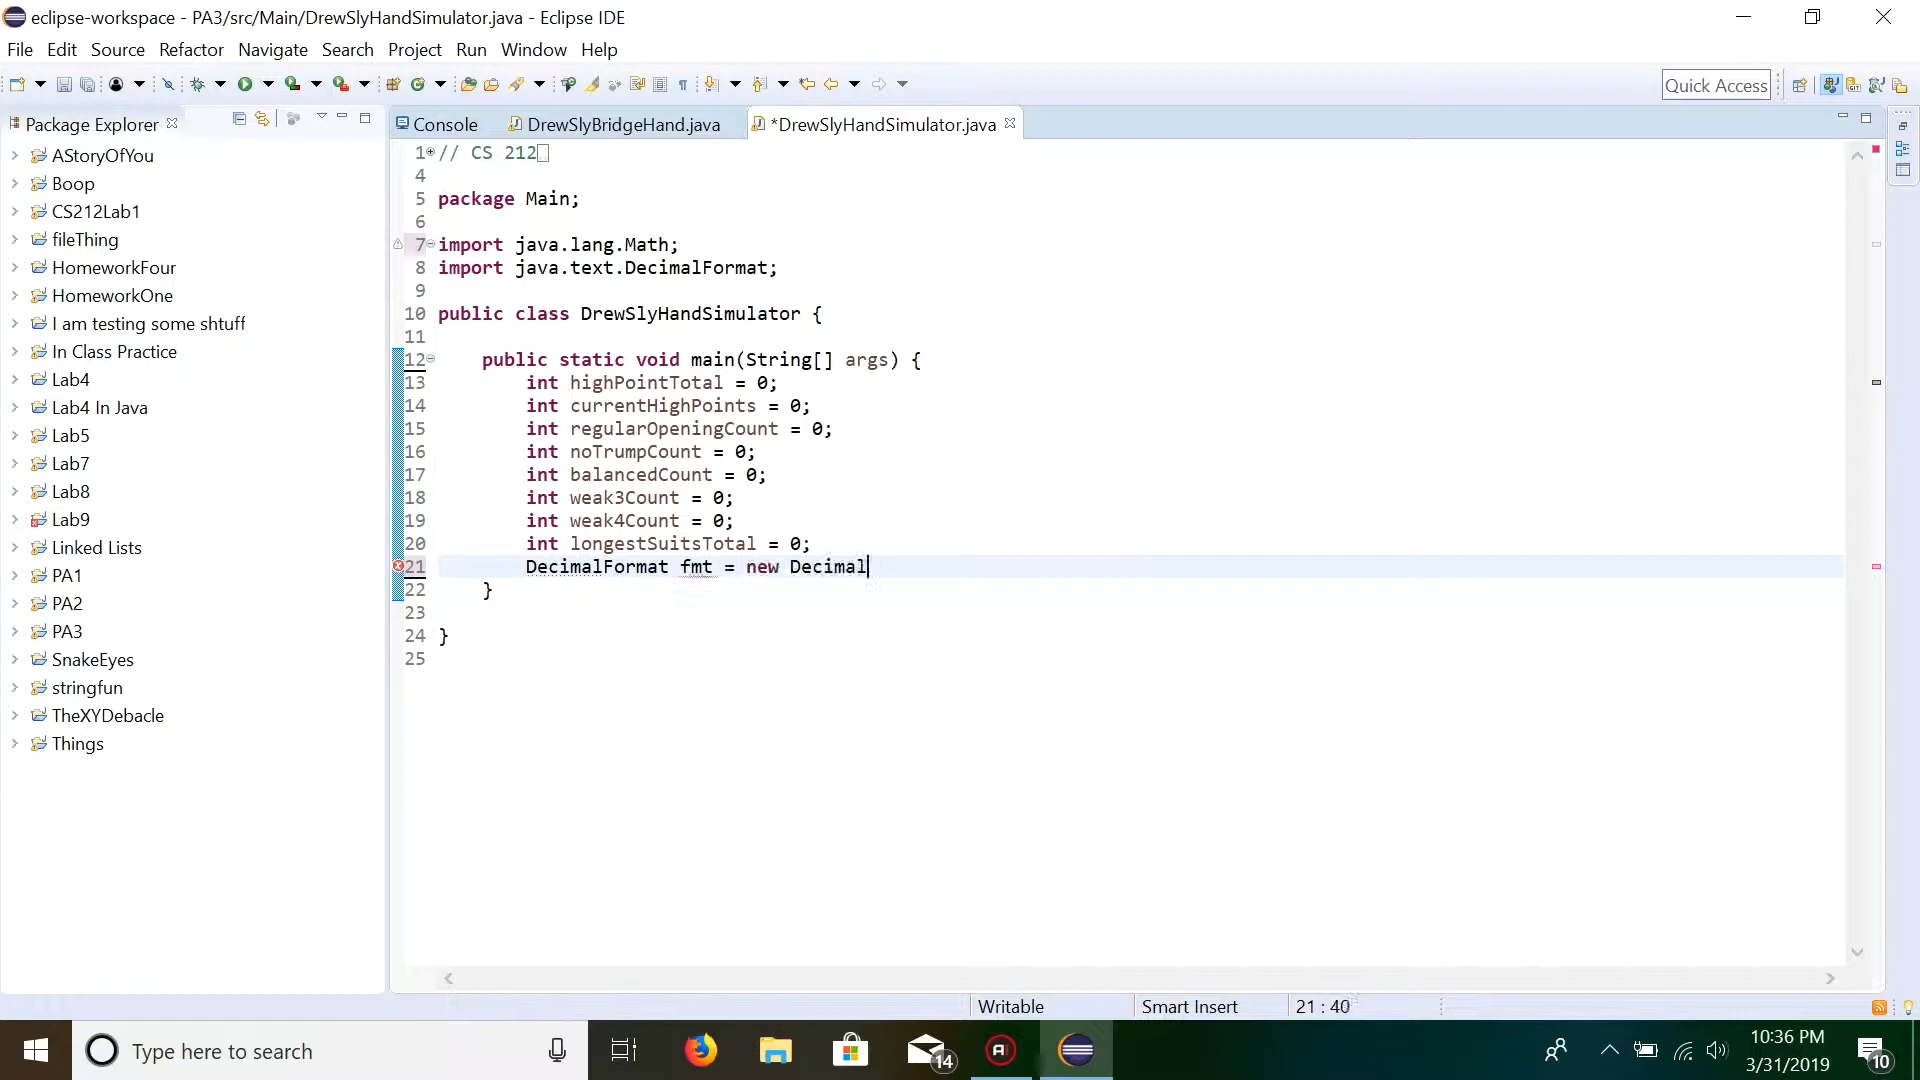 eclipse-workspace - PA3/src/Main/DrewSlyHandSimulator.java - Eclipse IDE
File Edit Source Refactor Navigate Search Project Run Window Help
Quick Access
Package Explorer
AStoryOfYou
Boop
CS212Lab1
fileThing
HomeworkFour
HomeworkOne
I am testing some shtuff
In Class Practice
Lab4
Lab4 In Java
Lab5
Lab7
Lab8
Lab9
Linked Lists
PA1
PA2
PA3
SnakeEyes
stringfun
TheXYDebacle
Things
Console DrewSlyBridgeHand.java *DrewSlyHandSimulator.java
1 // CS 212
4
5 package Main;
6
7 import java.lang.Math;
8 import java.text.DecimalFormat;
9
10 public class DrewSlyHandSimulator {
11
12 public static void main(String[] args) {
13 int highPointTotal = 0;
14 int currentHighPoints = 0;
15 int regularOpeningCount = 0;
16 int noTrumpCount = 0;
17 int balancedCount = 0;
18 int weak3Count = 0;
19 int weak4Count = 0;
20 int longestSuitsTotal = 0;
21 DecimalFormat fmt = new Decimal
22 }
23
24 }
25
Writable Smart Insert 21 : 40
Type here to search
14
10:36 PM
3/31/2019
10